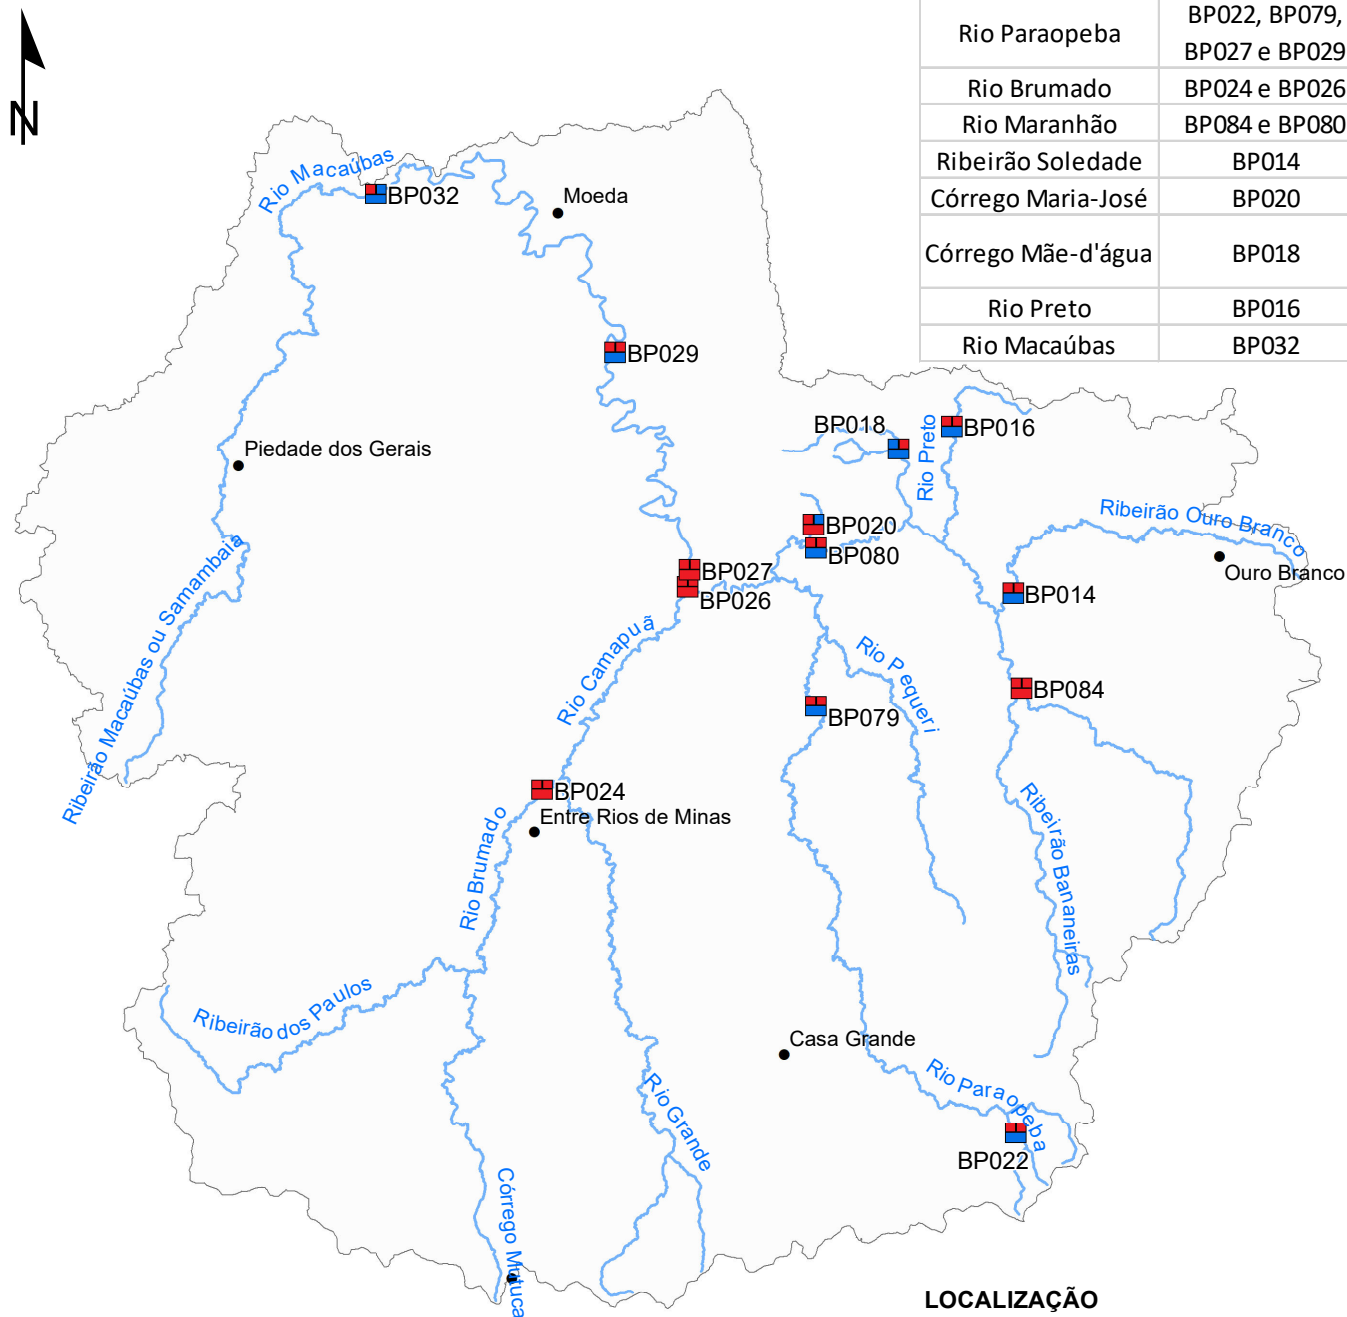 N
Rio Paraopeba
BP022, BP079,
BP027 e BP029
Rio Brumado
BP024 e BP026
Rio Maranhão
BP084 e BP080
Ribeirão Soledade
BP014
Córrego Maria-José
BP020
Córrego Mãe-d'água
BP018
Rio Preto
BP016
Rio Macaúbas
BP032
Rio Macaúbas
BP032
Moeda
BP029
BP018
Rio Preto
BP016
Piedade dos Gerais
Ribeirão Ouro Branco
Ouro Branco
BP020
BP080
BP027
BP026
BP014
Ribeirão Macaúbas ou Samambaia
Rio Camapuã
Rio Pequeri
BP084
BP079
BP024
Entre Rios de Minas
Rio Brumado
Ribeirão Bananeiras
Ribeirão dos Paulos
Casa Grande
Rio Paraopeba
Rio Grande
BP022
Córrego Mutuca
LOCALIZAÇÃO